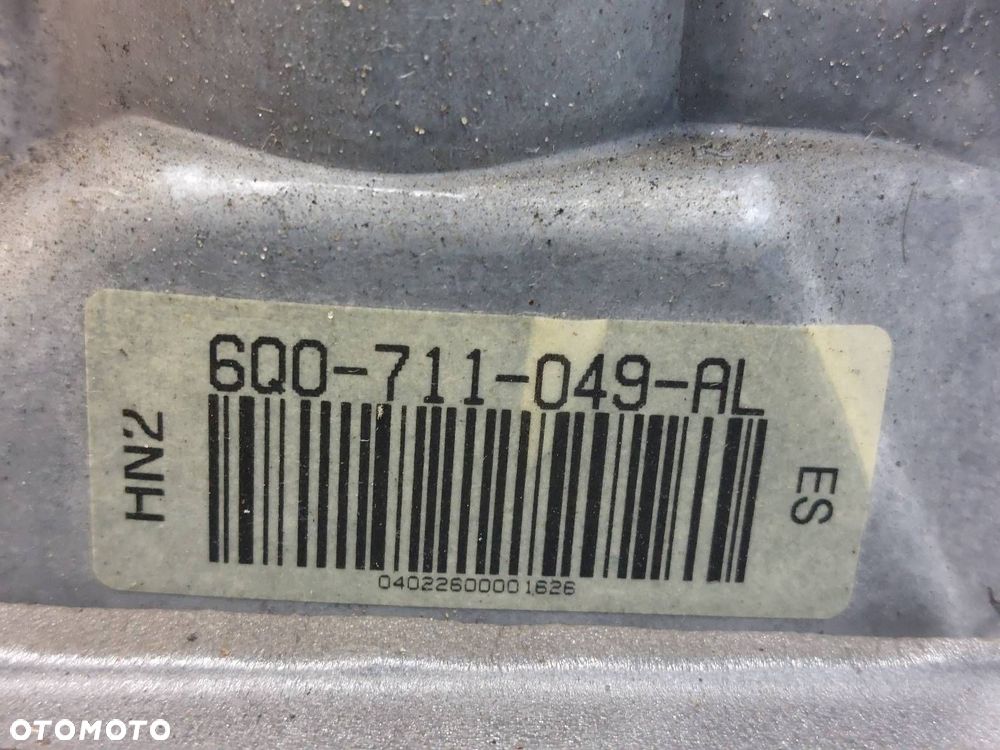 6Q0-711-049-AL
HN2
ES
04022600001626
OTOMOTO